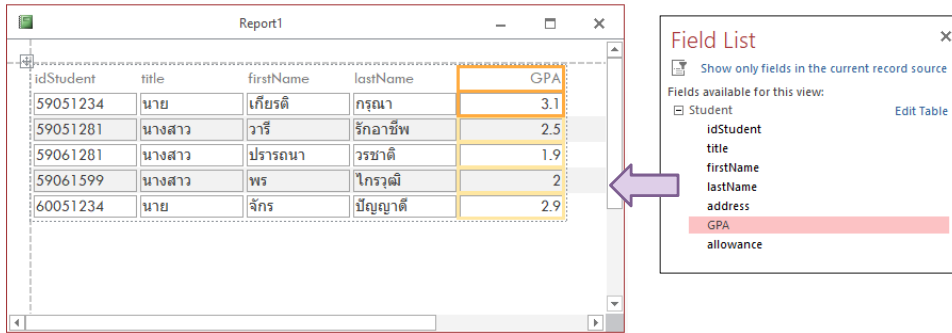 Report1
idStudent title firstName lastName GPA
59051234 นาย เกียรติ กรุณา 3.1
59051281 นางสาว วารี รักอาชีพ 2.5
59061281 นางสาว ปรารถนา วรชาติ 1.9
59061599 นางสาว พร ไกรวุฒิ 2
60051234 นาย จักร ปัญญาดี 2.9
Field List
Show only fields in the current record source
Fields available for this view:
Student Edit Table
idStudent
title
firstName
lastName
address
GPA
allowance